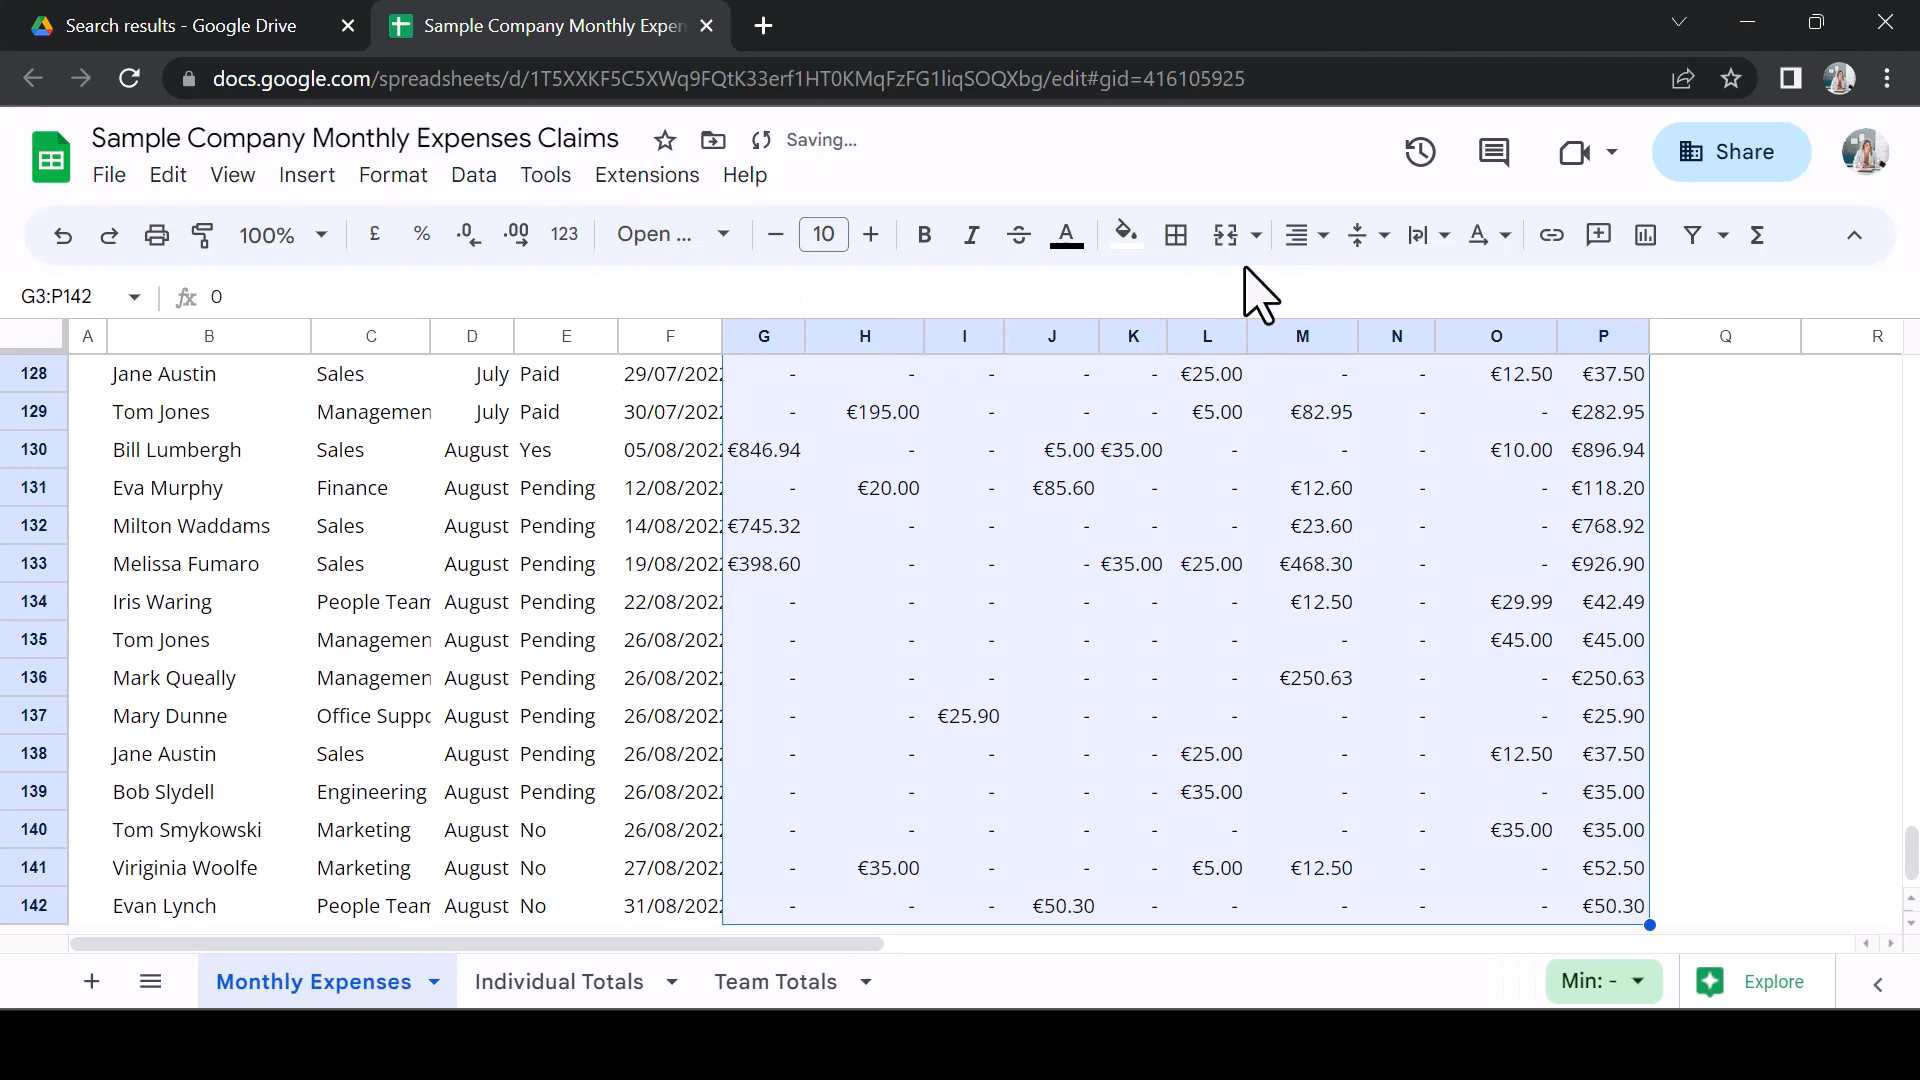 Search results - Google Drive
Sample Company Monthly Expen
docs.google.com/spreadsheets/d/1T5XXKF5C5XWq9FQtK33erf1HT0KMqFzFG1liqSOQXbg/edit#gid=416105925
Sample Company Monthly Expenses Claims Saving...
File Edit View Insert Format Data Tools Extensions Help
Share
100% £ % .0 .00 123 Open ... 10 B I A
G3:P142 fx 0
A B C D E F G H I J K L M N O P Q R
128 Jane Austin Sales July Paid 29/07/202 - - - - - €25.00 - - €12.50 €37.50
129 Tom Jones Managemen July Paid 30/07/202 - €195.00 - - - €5.00 €82.95 - - €282.95
130 Bill Lumbergh Sales August Yes 05/08/202 €846.94 - - €5.00 €35.00 - - - €10.00 €896.94
131 Eva Murphy Finance August Pending 12/08/202 - €20.00 - €85.60 - - €12.60 - - €118.20
132 Milton Waddams Sales August Pending 14/08/202 €745.32 - - - - - €23.60 - - €768.92
133 Melissa Fumaro Sales August Pending 19/08/202 €398.60 - - - €35.00 €25.00 €468.30 - - €926.90
134 Iris Waring People Team August Pending 22/08/202 - - - - - - €12.50 - €29.99 €42.49
135 Tom Jones Managemen August Pending 26/08/202 - - - - - - - - €45.00 €45.00
136 Mark Queally Managemen August Pending 26/08/202 - - - - - - €250.63 - - €250.63
137 Mary Dunne Office Suppo August Pending 26/08/202 - - €25.90 - - - - - - €25.90
138 Jane Austin Sales August Pending 26/08/202 - - - - - €25.00 - - €12.50 €37.50
139 Bob Slydell Engineering August Pending 26/08/202 - - - - - €35.00 - - - €35.00
140 Tom Smykowski Marketing August No 26/08/202 - - - - - - - - €35.00 €35.00
141 Viriginia Woolfe Marketing August No 27/08/202 - €35.00 - - - €5.00 €12.50 - - €52.50
142 Evan Lynch People Team August No 31/08/202 - - - €50.30 - - - - - €50.30
Monthly Expenses Individual Totals Team Totals Min: - Explore